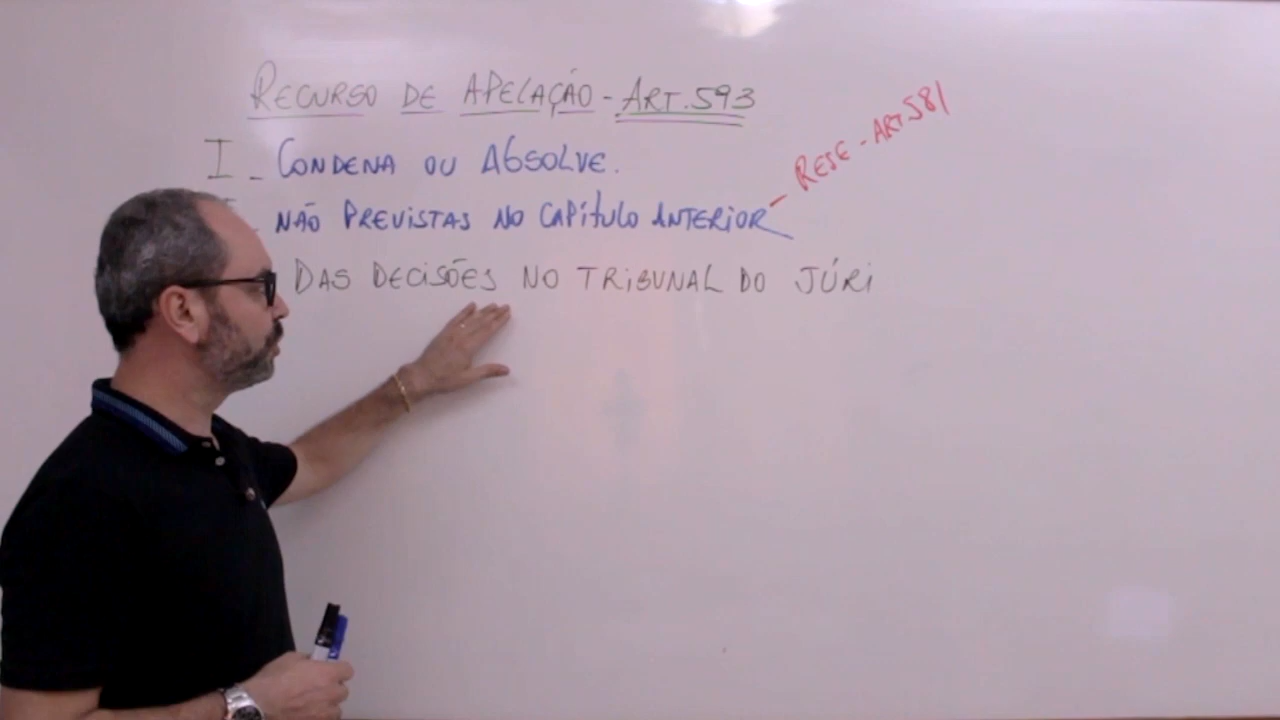 RECURSO DE APELAÇÃO - ART. 593
I - CONDENA OU ABSOLVE.
- NÃO PREVISTAS NO CAPÍTULO ANTERIOR - RESE - ART. 581
DAS DECISÕES NO TRIBUNAL DO JÚRI